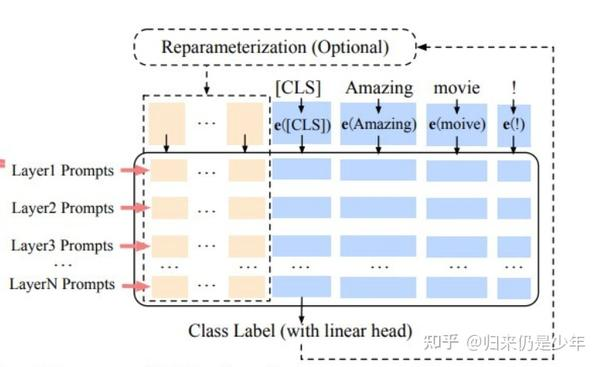 Reparameterization (Optional)
[CLS] Amazing movie !
... e([CLS]) e(Amazing) e(moive) e(!)
Layer1 Prompts ...
Layer2 Prompts ...
Layer3 Prompts ...
... ... ... ... ...
LayerN Prompts ...
Class Label (with linear head)
知乎 @归来仍是少年